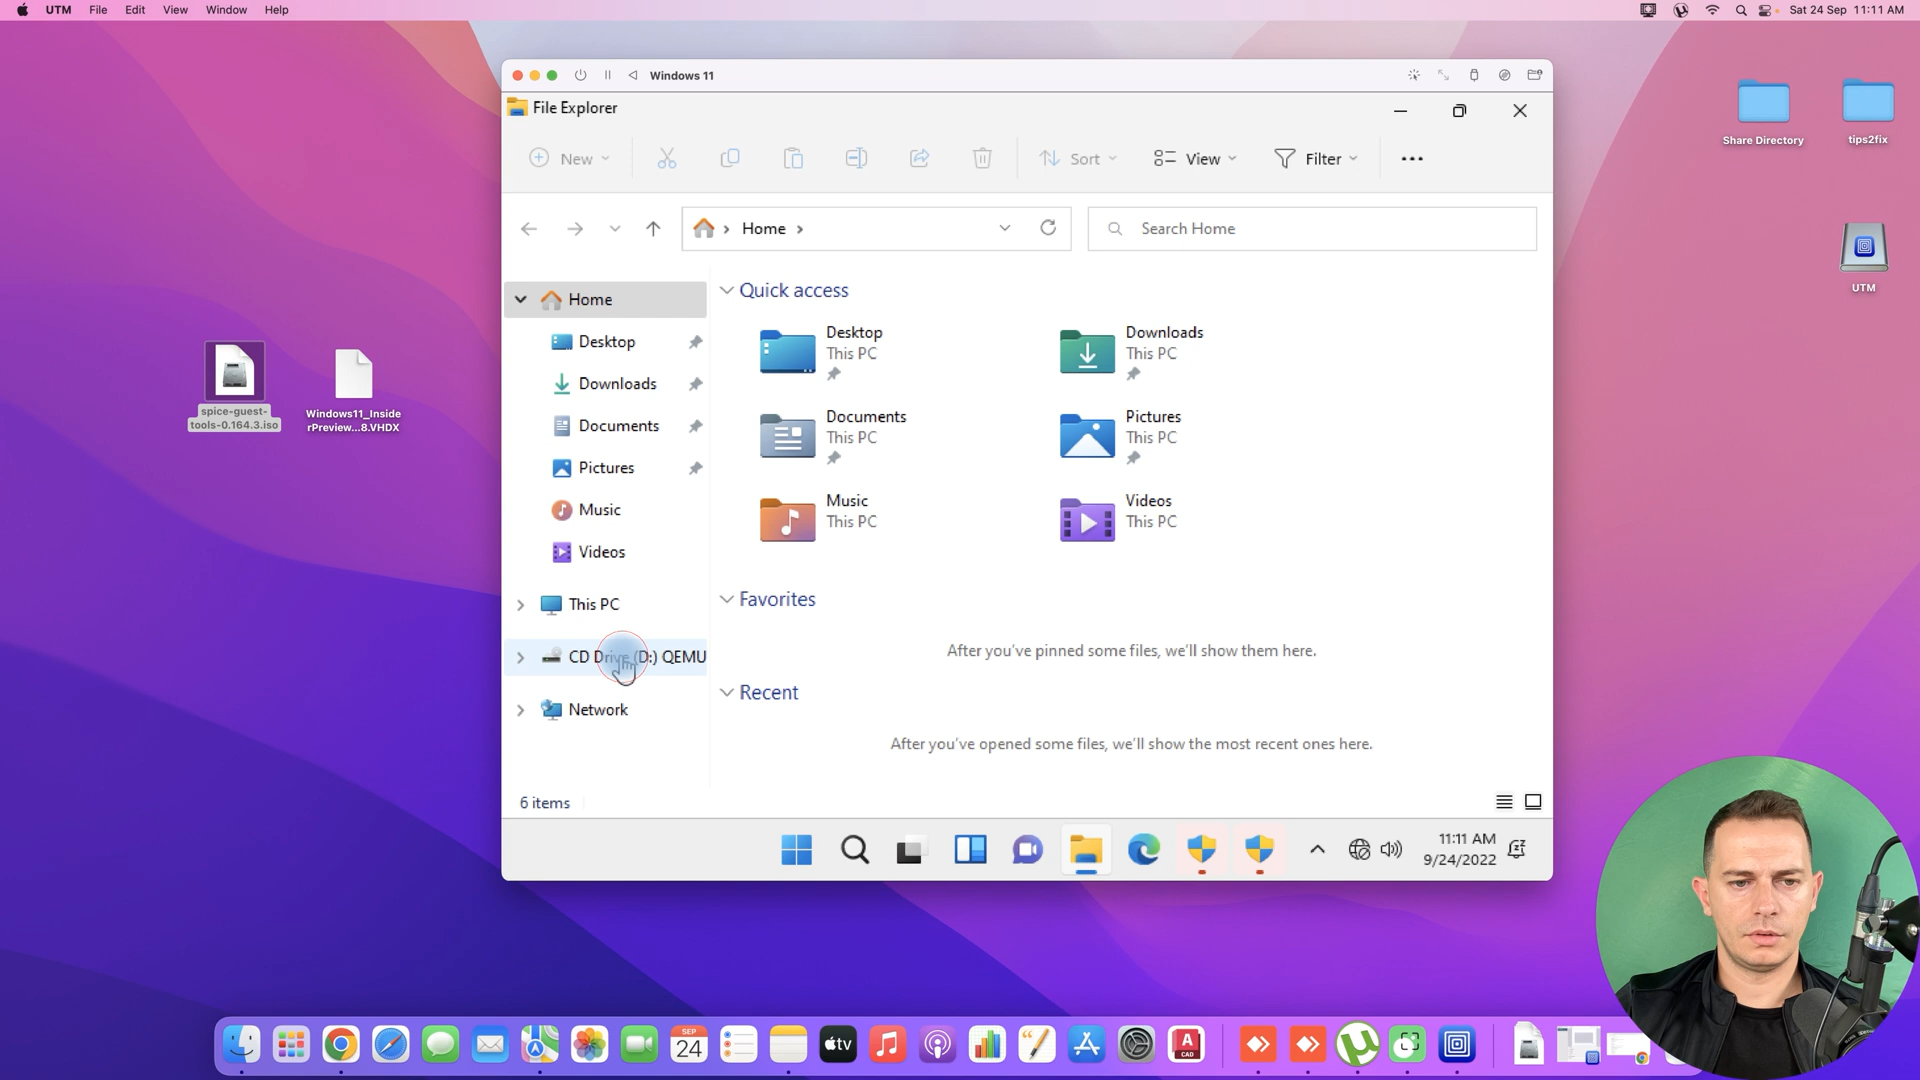 UTM File Edit View Window Help
Sat 24 Sep 11:11 AM
Windows 11
File Explorer
New
Sort
View
Filter
Home
Search Home
Home
Desktop
Downloads
Documents
Pictures
Music
Videos
This PC
CD Drive (D:) QEMU
Network
Quick access
Desktop
This PC
Downloads
This PC
Documents
This PC
Pictures
This PC
Music
This PC
Videos
This PC
Favorites
After you've pinned some files, we'll show them here.
Recent
After you've opened some files, we'll show the most recent ones here.
6 items
11:11 AM
9/24/2022
spice-guest-
tools-0.164.3.iso
Windows11_Inside
rPreview...8.VHDX
Share Directory
tips2fix
UTM
SEP
24
tv
A
CAD